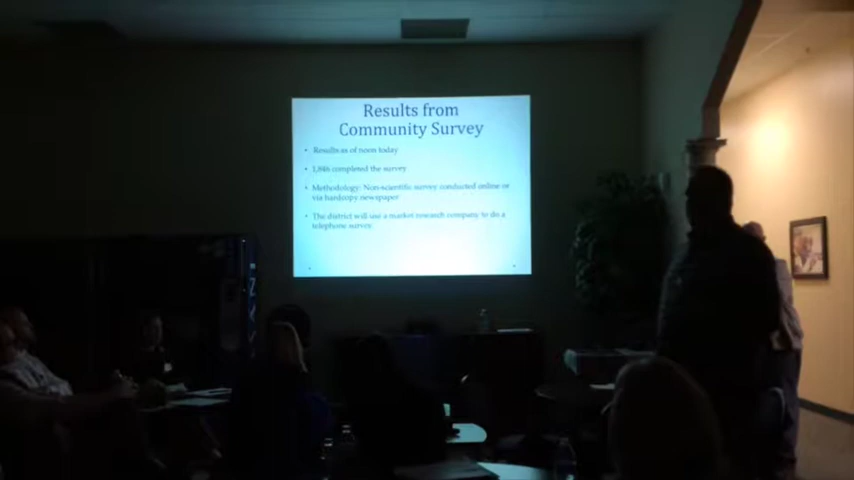 Results from
Community Survey
• Results as of noon today
• 1,846 completed the survey
• Methodology: Non-scientific survey conducted online or
via hardcopy newspaper
• The district will use a market research company to do a
telephone survey